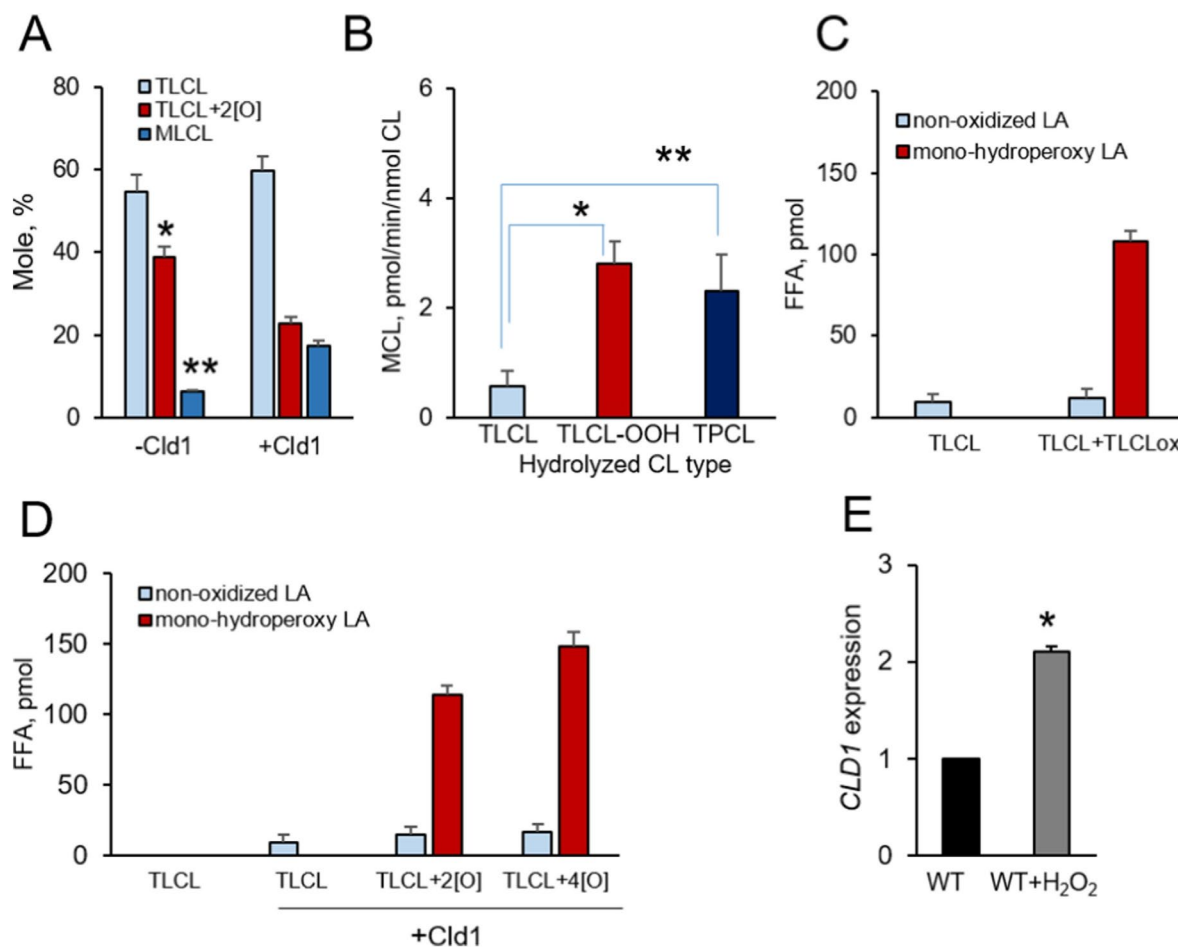 A
Mole, %
80
60
40
20
0
TLCL
TLCL+2[O]
MLCL
*
**
-Cld1
+Cld1
B
MCL, pmol/min/nmol CL
6
4
2
0
**
*
TLCL
TLCL-OOH
TPCL
Hydrolyzed CL type
C
FFA, pmol
200
150
100
50
0
non-oxidized LA
mono-hydroperoxy LA
TLCL
TLCL+TLCLox
D
FFA, pmol
200
150
100
50
0
non-oxidized LA
mono-hydroperoxy LA
TLCL
TLCL
TLCL+2[O]
TLCL+4[O]
+Cld1
E
CLD1 expression
3
2
1
0
*
WT
WT+H₂O₂